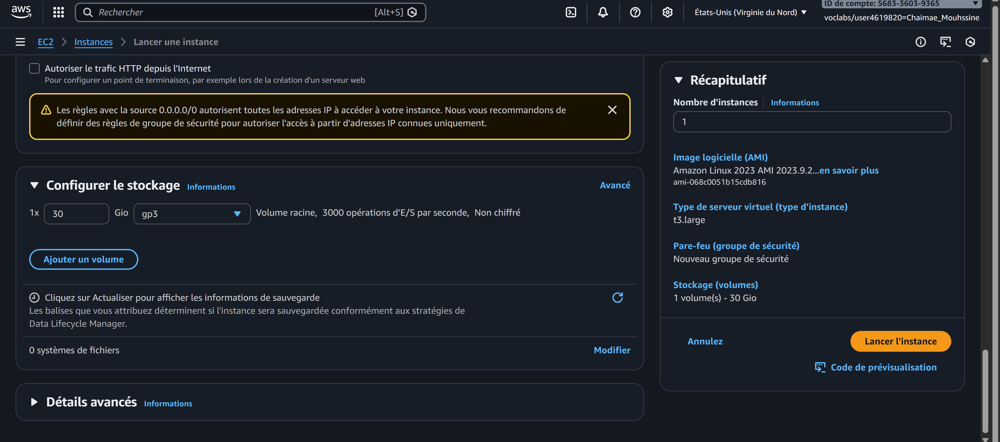 aws
Rechercher
[Alt+S]
États-Unis (Virginie du Nord)
ID de compte: 5683-3603-9365
voclabs/user4619820=Chaimae_Mouhssine
EC2
Instances
Lancer une instance
Autoriser le trafic HTTP depuis l'Internet
Pour configurer un point de terminaison, par exemple lors de la création d'un serveur web
Les règles avec la source 0.0.0.0/0 autorisent toutes les adresses IP à accéder à votre instance. Nous vous recommandons de
définir des règles de groupe de sécurité pour autoriser l'accès à partir d'adresses IP connues uniquement.
Configurer le stockage Informations
Avancé
1x
30
Gio
gp3
Volume racine, 3000 opérations d’E/S par seconde, Non chiffré
Ajouter un volume
Cliquez sur Actualiser pour afficher les informations de sauvegarde
Les balises que vous attribuez déterminent si l'instance sera sauvegardée conformément aux stratégies de
Data Lifecycle Manager.
0 systèmes de fichiers
Modifier
Détails avancés Informations
Récapitulatif
Nombre d'instances
Informations
1
Image logicielle (AMI)
Amazon Linux 2023 AMI 2023.9.2...en savoir plus
ami-068c0051b15cdb816
Type de serveur virtuel (type d'instance)
t3.large
Pare-feu (groupe de sécurité)
Nouveau groupe de sécurité
Stockage (volumes)
1 volume(s) - 30 Gio
Annulez
Lancer l'instance
Code de prévisualisation